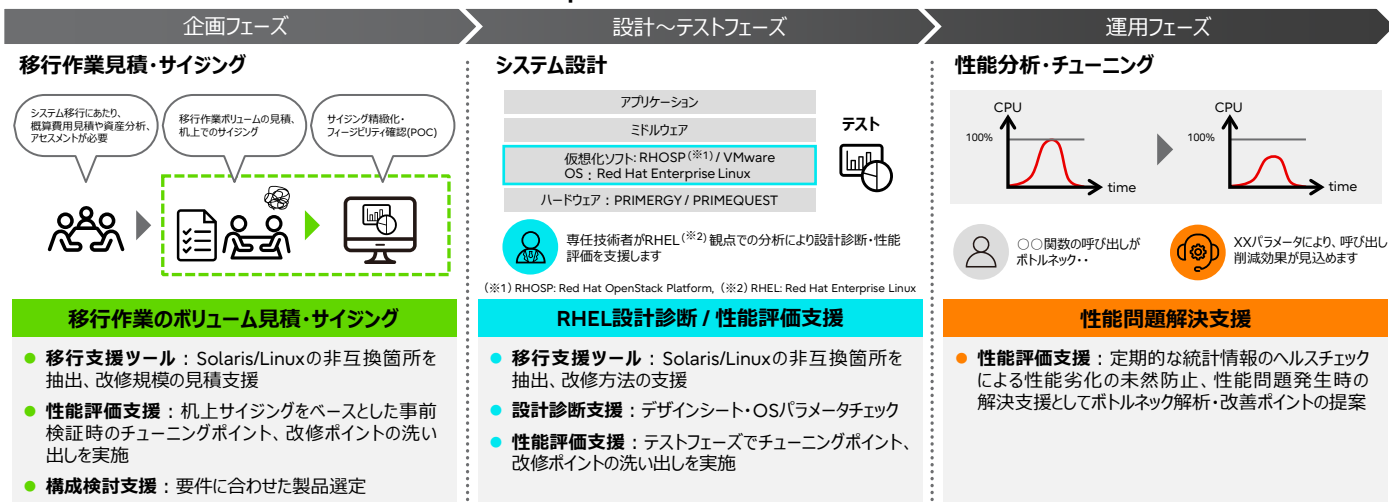 企画フェーズ
設計～テストフェーズ
運用フェーズ
移行作業見積・サイジング
システム移行にあたり、
概算費用見積や資産分析、
アセスメントが必要
移行作業ボリュームの見積、
机上でのサイジング
サイジング精緻化・
フィージビリティ確認(POC)
移行作業のボリューム見積・サイジング
● 移行支援ツール：Solaris/Linuxの非互換箇所を
抽出、改修規模の見積支援
● 性能評価支援：机上サイジングをベースとした事前
検証時のチューニングポイント、改修ポイントの洗い
出しを実施
● 構成検討支援：要件に合わせた製品選定
システム設計
アプリケーション
ミドルウェア
仮想化ソフト: RHOSP(※1) / VMware
OS：Red Hat Enterprise Linux
ハードウェア：PRIMERGY / PRIMEQUEST
テスト
専任技術者がRHEL(※2) 観点での分析により設計診断・性能
評価を支援します
(※1) RHOSP: Red Hat OpenStack Platform, (※2) RHEL: Red Hat Enterprise Linux
RHEL設計診断 / 性能評価支援
● 移行支援ツール：Solaris/Linuxの非互換箇所を
抽出、改修方法の支援
● 設計診断支援：デザインシート・OSパラメータチェック
● 性能評価支援：テストフェーズでチューニングポイント、
改修ポイントの洗い出しを実施
性能分析・チューニング
CPU
100%
time
CPU
100%
time
○○関数の呼び出しが
ボトルネック・・
XXパラメータにより、呼び出し
削減効果が見込めます
性能問題解決支援
● 性能評価支援：定期的な統計情報のヘルスチェック
による性能劣化の未然防止、性能問題発生時の
解決支援としてボトルネック解析・改善ポイントの提案